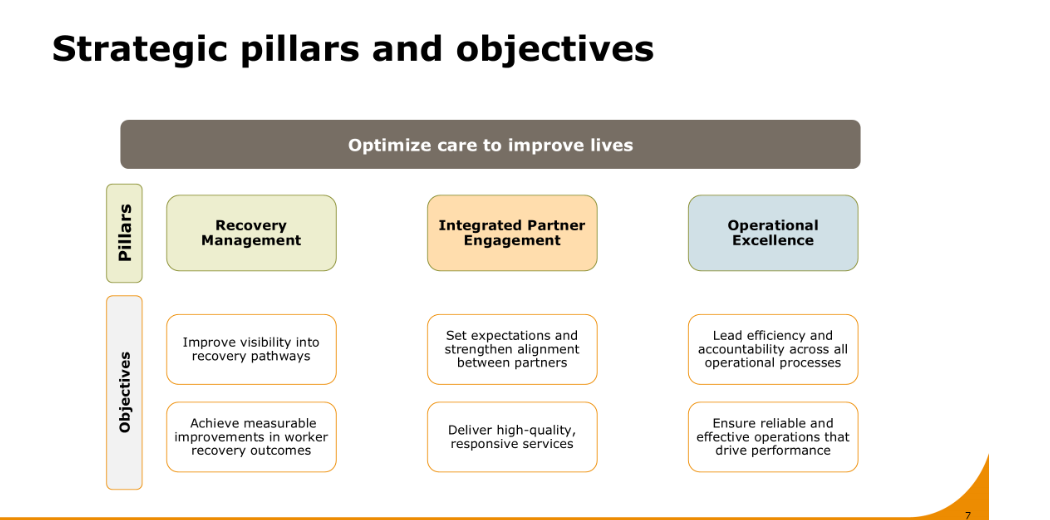 Strategic pillars and objectives
Optimize care to improve lives
Pillars
Recovery
Management
Integrated Partner
Engagement
Operational
Excellence
Objectives
Improve visibility into
recovery pathways
Set expectations and
strengthen alignment
between partners
Lead efficiency and
accountability across all
operational processes
Achieve measurable
improvements in worker
recovery outcomes
Deliver high-quality,
responsive services
Ensure reliable and
effective operations that
drive performance
7